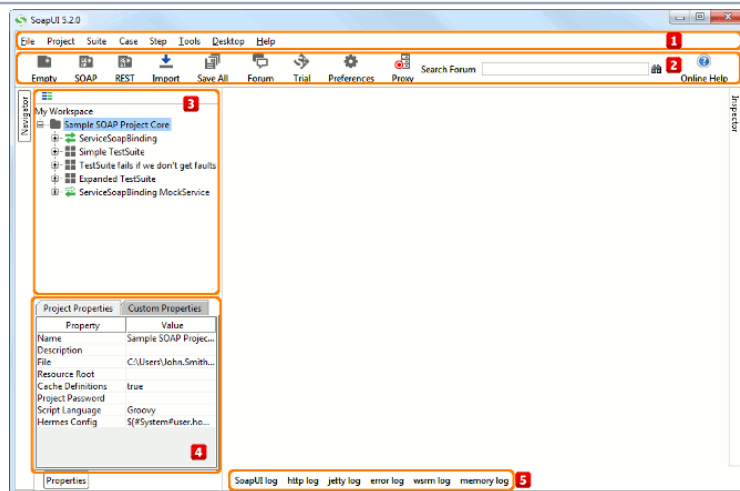 SoapUI 5.2.0
File Project Suite Case Step Tools Desktop Help 1
Empty SOAP REST Import Save All Forum Trial Preferences Proxy Search Forum 2 Online Help
Navigator
3
My Workspace
Sample SOAP Project Core
ServiceSoapBinding
Simple TestSuite
TestSuite fails if we don't get faults
Expanded TestSuite
ServiceSoapBinding MockService
Inspector
Project Properties Custom Properties
Property Value
Name Sample SOAP Projec...
Description
File C:\Users\John.Smith...
Resource Root
Cache Definitions true
Project Password
Script Language Groovy
Hermes Config ${#System#user.ho...
4
Properties
SoapUI log http log jetty log error log wsrm log memory log 5